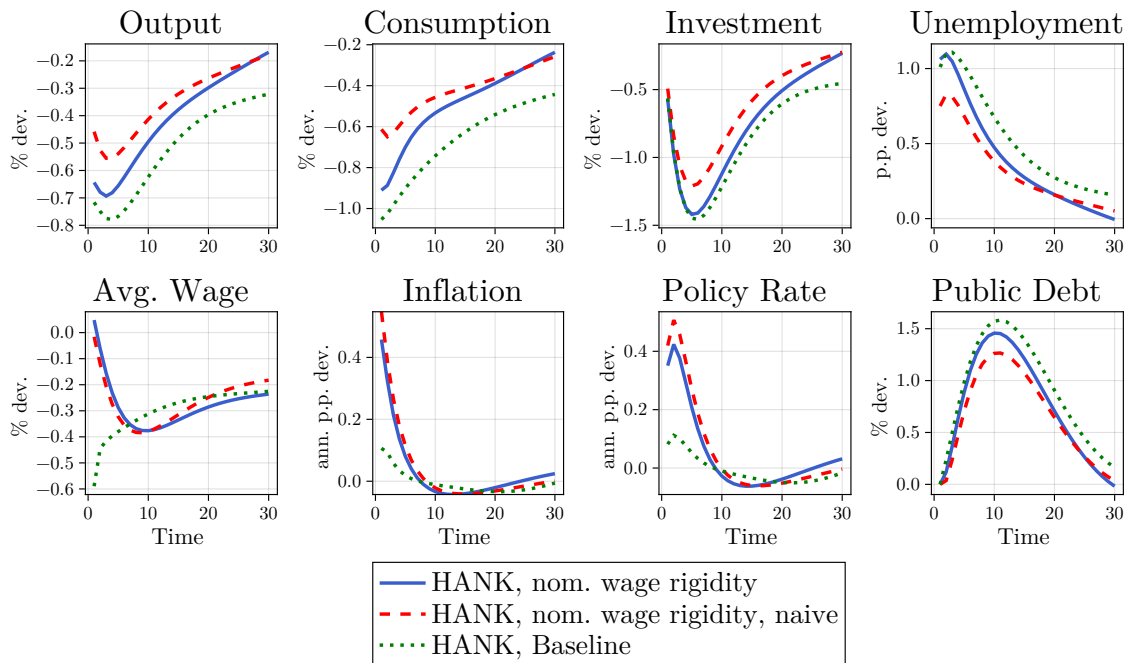 Output
Consumption
Investment
Unemployment
% dev.
−0.2
−0.3
−0.4
−0.5
−0.6
−0.7
−0.8
0 10 20 30
% dev.
−0.2
−0.4
−0.6
−0.8
−1.0
0 10 20 30
% dev.
−0.5
−1.0
−1.5
0 10 20 30
p.p. dev.
1.0
0.5
0.0
0 10 20 30
Avg. Wage
Inflation
Policy Rate
Public Debt
% dev.
0.0
−0.1
−0.2
−0.3
−0.4
−0.5
−0.6
0 10 20 30
Time
ann. p.p. dev.
0.4
0.2
0.0
0 10 20 30
Time
ann. p.p. dev.
0.4
0.2
0.0
0 10 20 30
Time
% dev.
1.5
1.0
0.5
0.0
0 10 20 30
Time
HANK, nom. wage rigidity
HANK, nom. wage rigidity, naive
HANK, Baseline